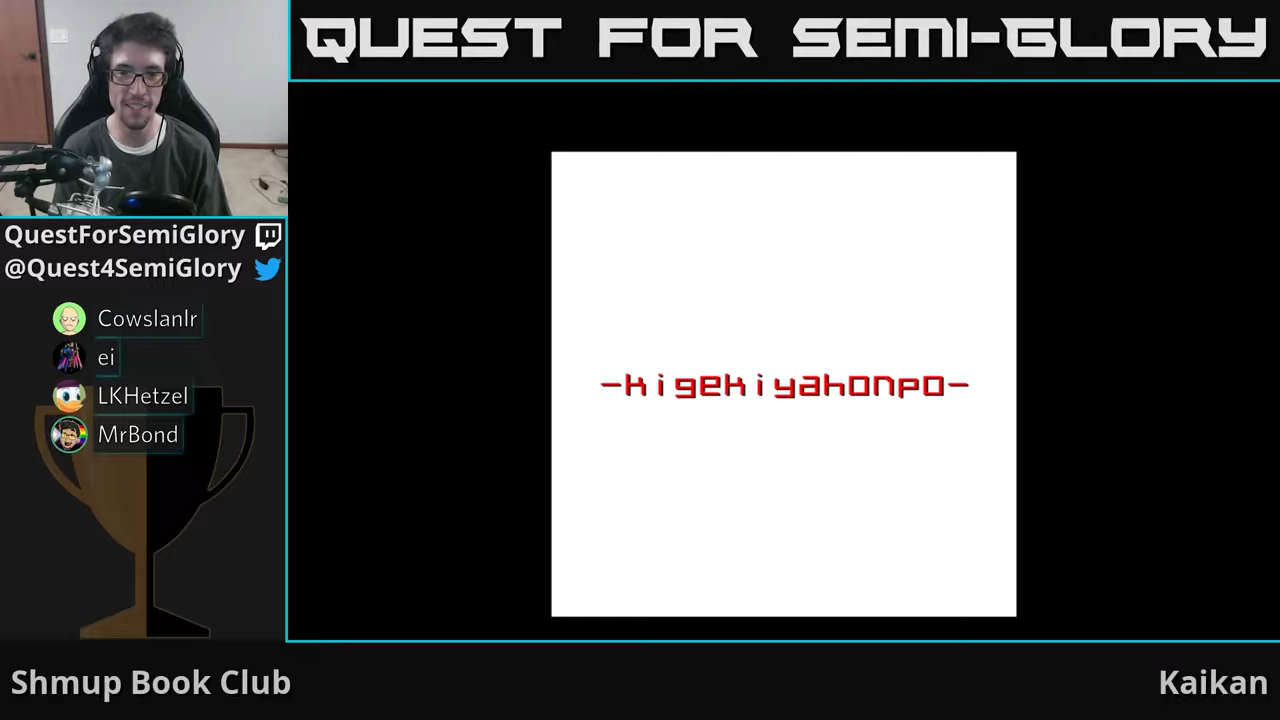 QUEST FOR SEMI-GLORY
QuestForSemiGlory
@Quest4SemiGlory
Cowslanlr
ei
LKHetzel
MrBond
-kigekiyahonpo-
Shmup Book Club
Kaikan